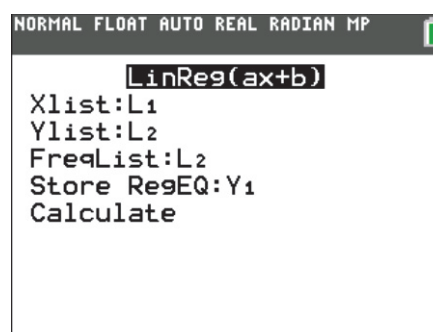 NORMAL FLOAT AUTO REAL RADIAN MP
LinReg(ax+b)
Xlist:L₁
Ylist:L₂
FreqList:L₂
Store RegEQ:Y₁
Calculate